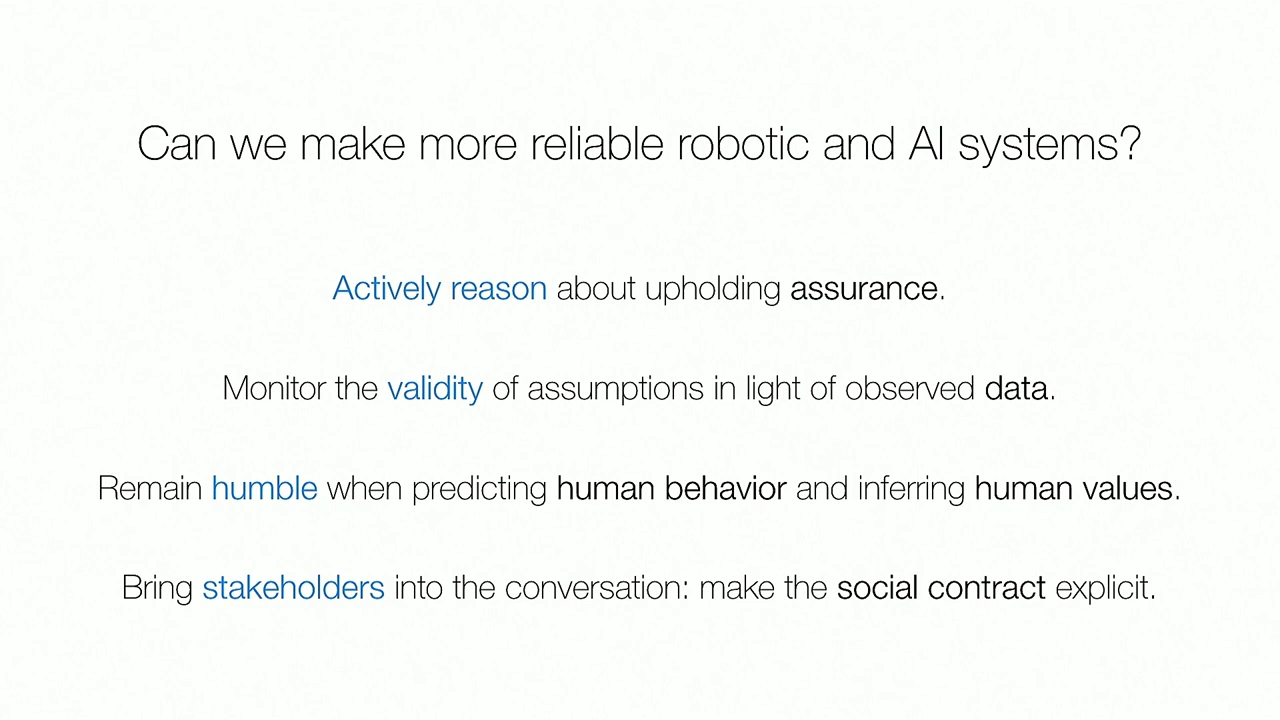 Can we make more reliable robotic and AI systems?
Actively reason about upholding assurance.
Monitor the validity of assumptions in light of observed data.
Remain humble when predicting human behavior and inferring human values.
Bring stakeholders into the conversation: make the social contract explicit.